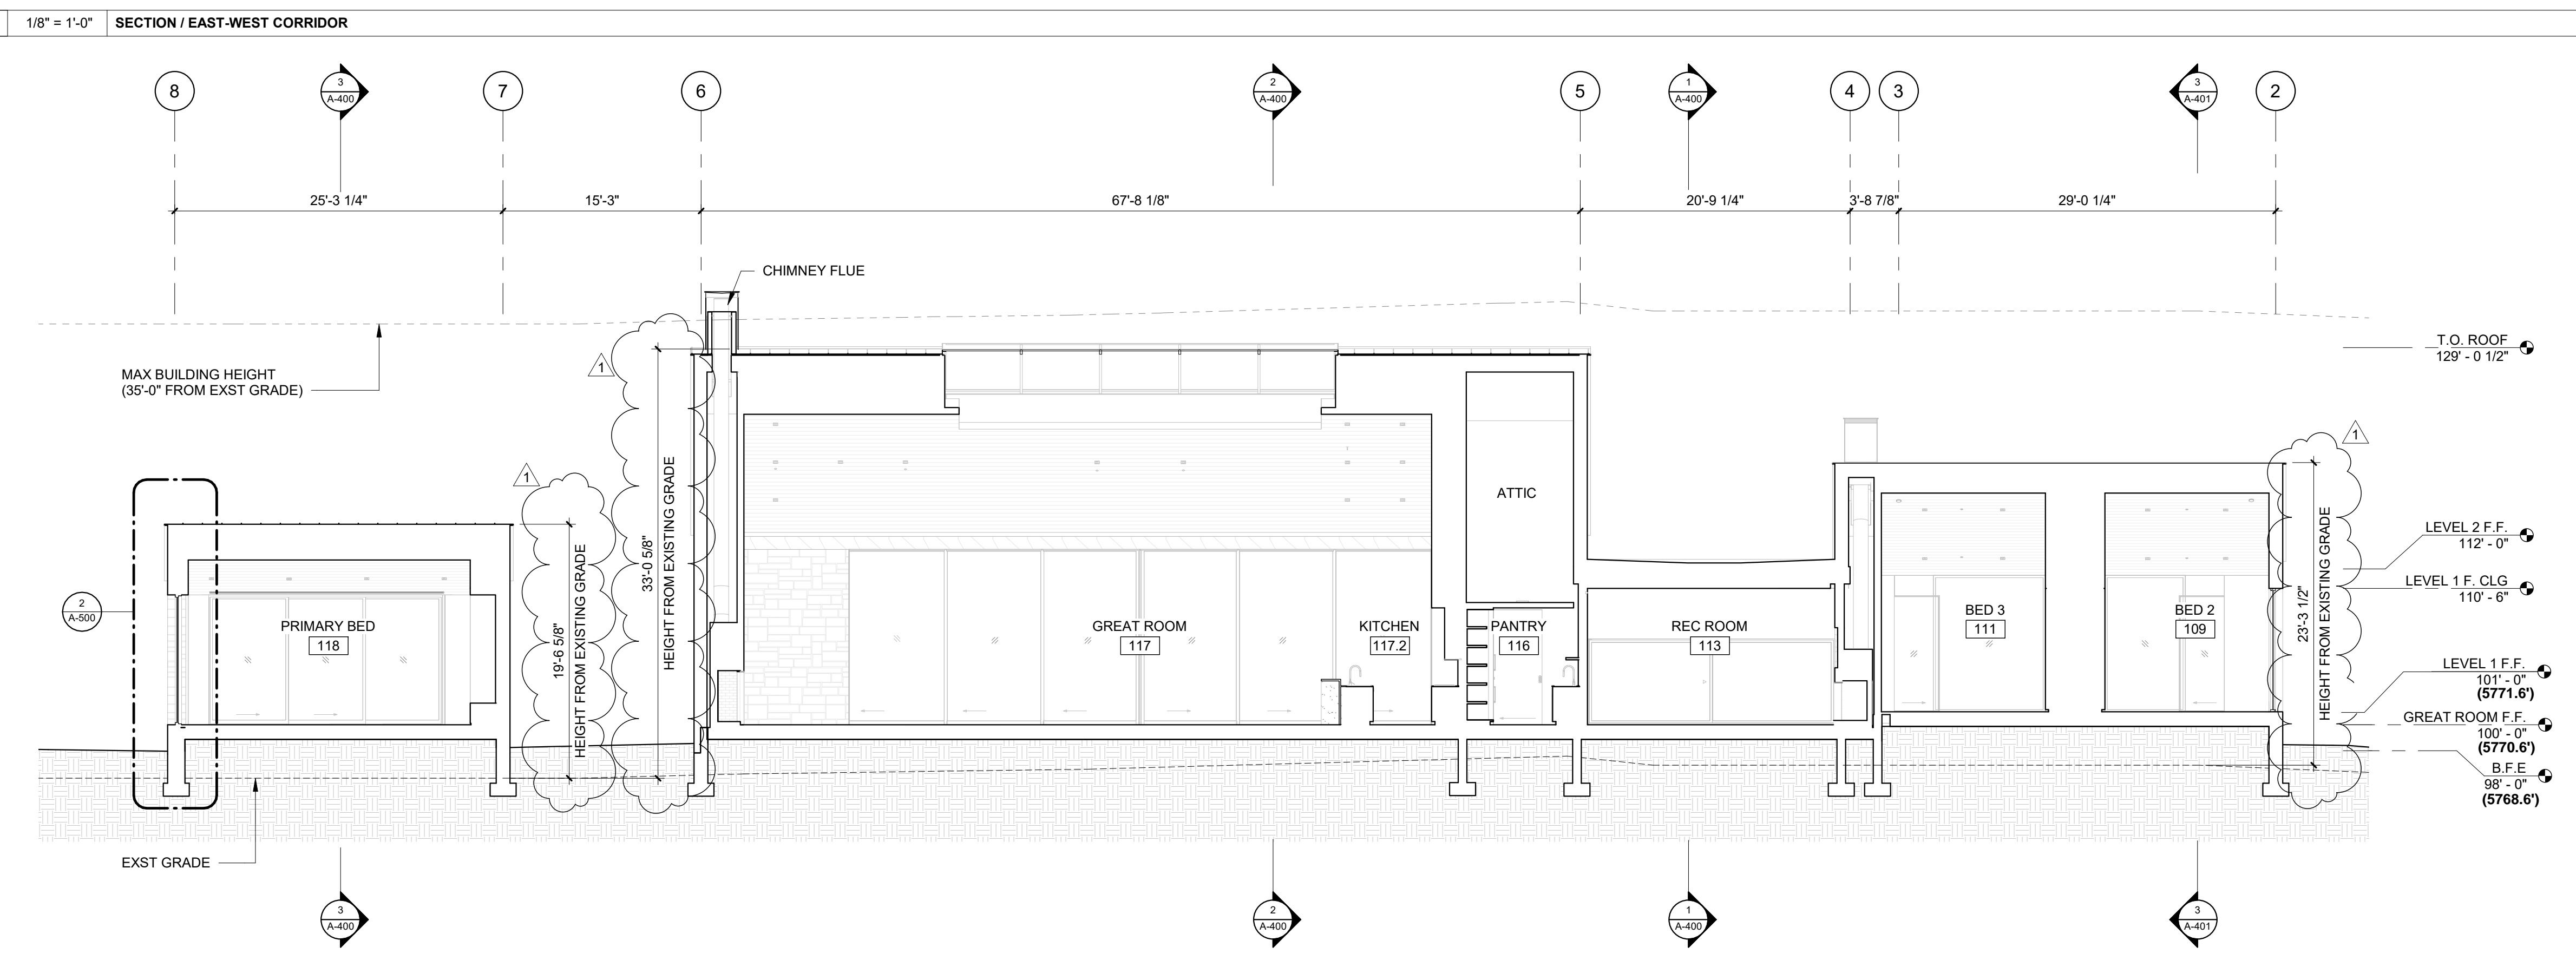 1/8" = 1'-0"
SECTION / EAST-WEST CORRIDOR
8
3
A-400
7
6
2
A-400
5
1
A-400
4
3
3
A-401
2
25'-3 1/4"
15'-3"
67'-8 1/8"
20'-9 1/4"
3'-8 7/8"
29'-0 1/4"
CHIMNEY FLUE
MAX BUILDING HEIGHT
(35'-0" FROM EXST GRADE)
1
1
1
T.O. ROOF
129' - 0 1/2"
ATTIC
LEVEL 2 F.F.
112' - 0"
LEVEL 1 F. CLG
110' - 6"
2
A-500
PRIMARY BED
118
19'-6 5/8"
HEIGHT FROM EXISTING GRADE
33'-0 5/8"
HEIGHT FROM EXISTING GRADE
GREAT ROOM
117
KITCHEN
117.2
PANTRY
116
REC ROOM
113
BED 3
111
BED 2
109
23'-3 1/2"
HEIGHT FROM EXISTING GRADE
LEVEL 1 F.F.
101' - 0"
(5771.6')
GREAT ROOM F.F.
100' - 0"
(5770.6')
B.F.E
98' - 0"
(5768.6')
EXST GRADE
3
A-400
2
A-400
1
A-400
3
A-401